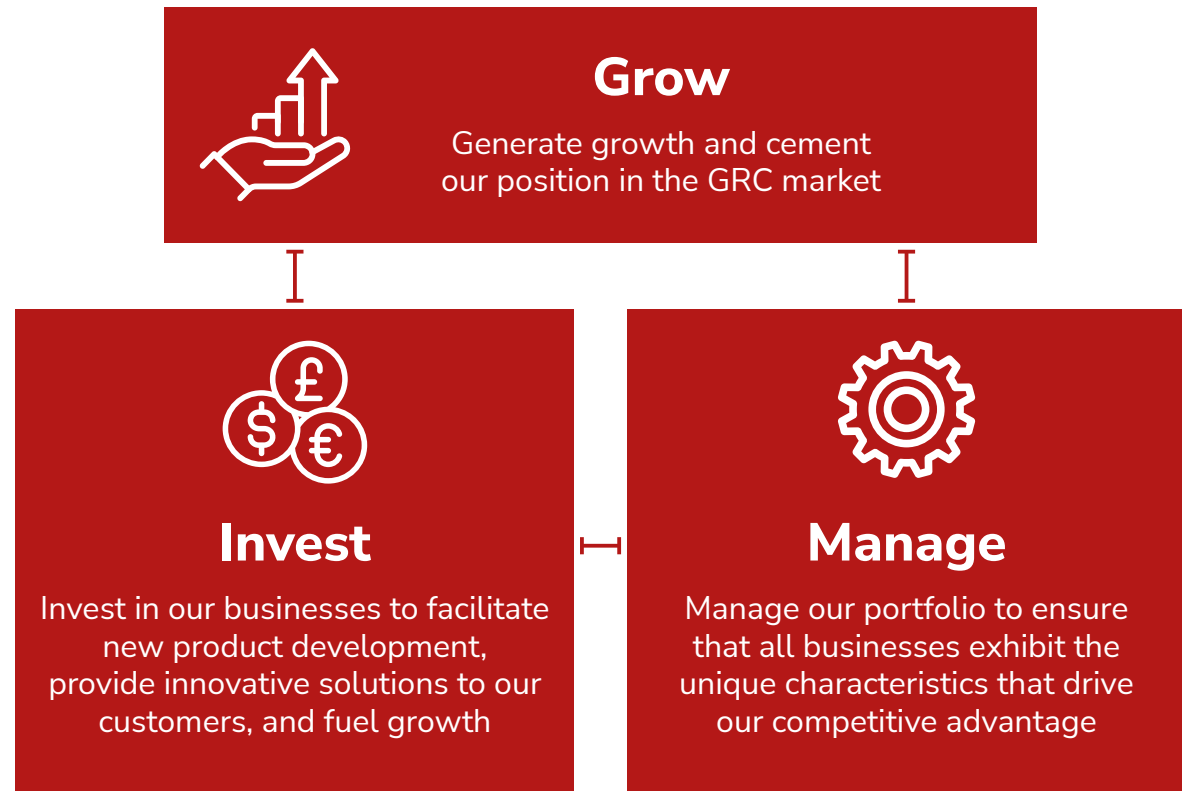 Grow
Generate growth and cement
our position in the GRC market
£
$
€
Invest
Invest in our businesses to facilitate
new product development,
provide innovative solutions to our
customers, and fuel growth
Manage
Manage our portfolio to ensure
that all businesses exhibit the
unique characteristics that drive
our competitive advantage